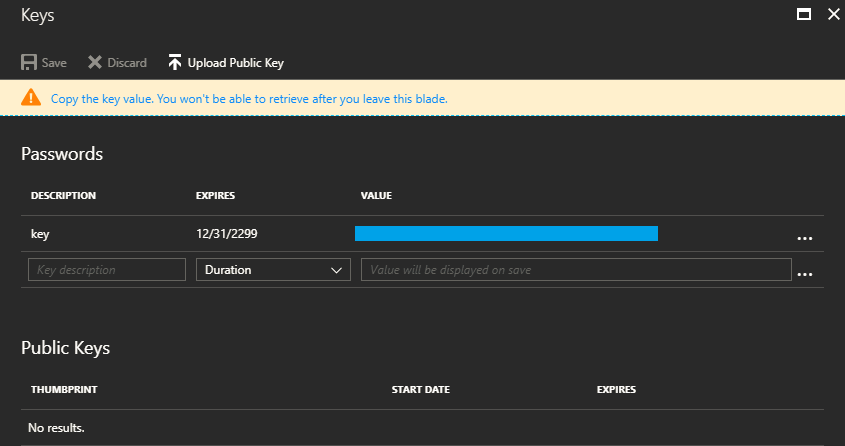 Keys
Save Discard Upload Public Key
Copy the key value. You won't be able to retrieve after you leave this blade.
Passwords
DESCRIPTION EXPIRES VALUE
key 12/31/2299 ...
Key description Duration Value will be displayed on save ...
Public Keys
THUMBPRINT START DATE EXPIRES
No results.